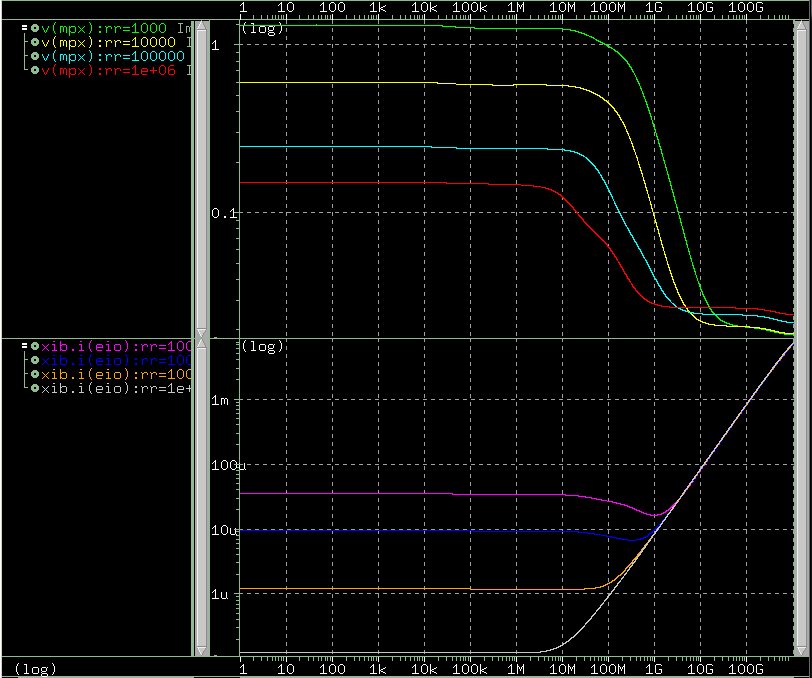 1 10 100 1k 10k 100k 1M 10M 100M 1G 10G 100G
v(mpx):rr=1000 Im
v(mpx):rr=10000 I
v(mpx):rr=100000
v(mpx):rr=1e+06 I
(log)
1
0.1
xib.i(eio):rr=100
xib.i(eio):rr=100
xib.i(eio):rr=100
xib.i(eio):rr=1e+
(log)
1m
100u
10u
1u
(log)
1 10 100 1k 10k 100k 1M 10M 100M 1G 10G 100G